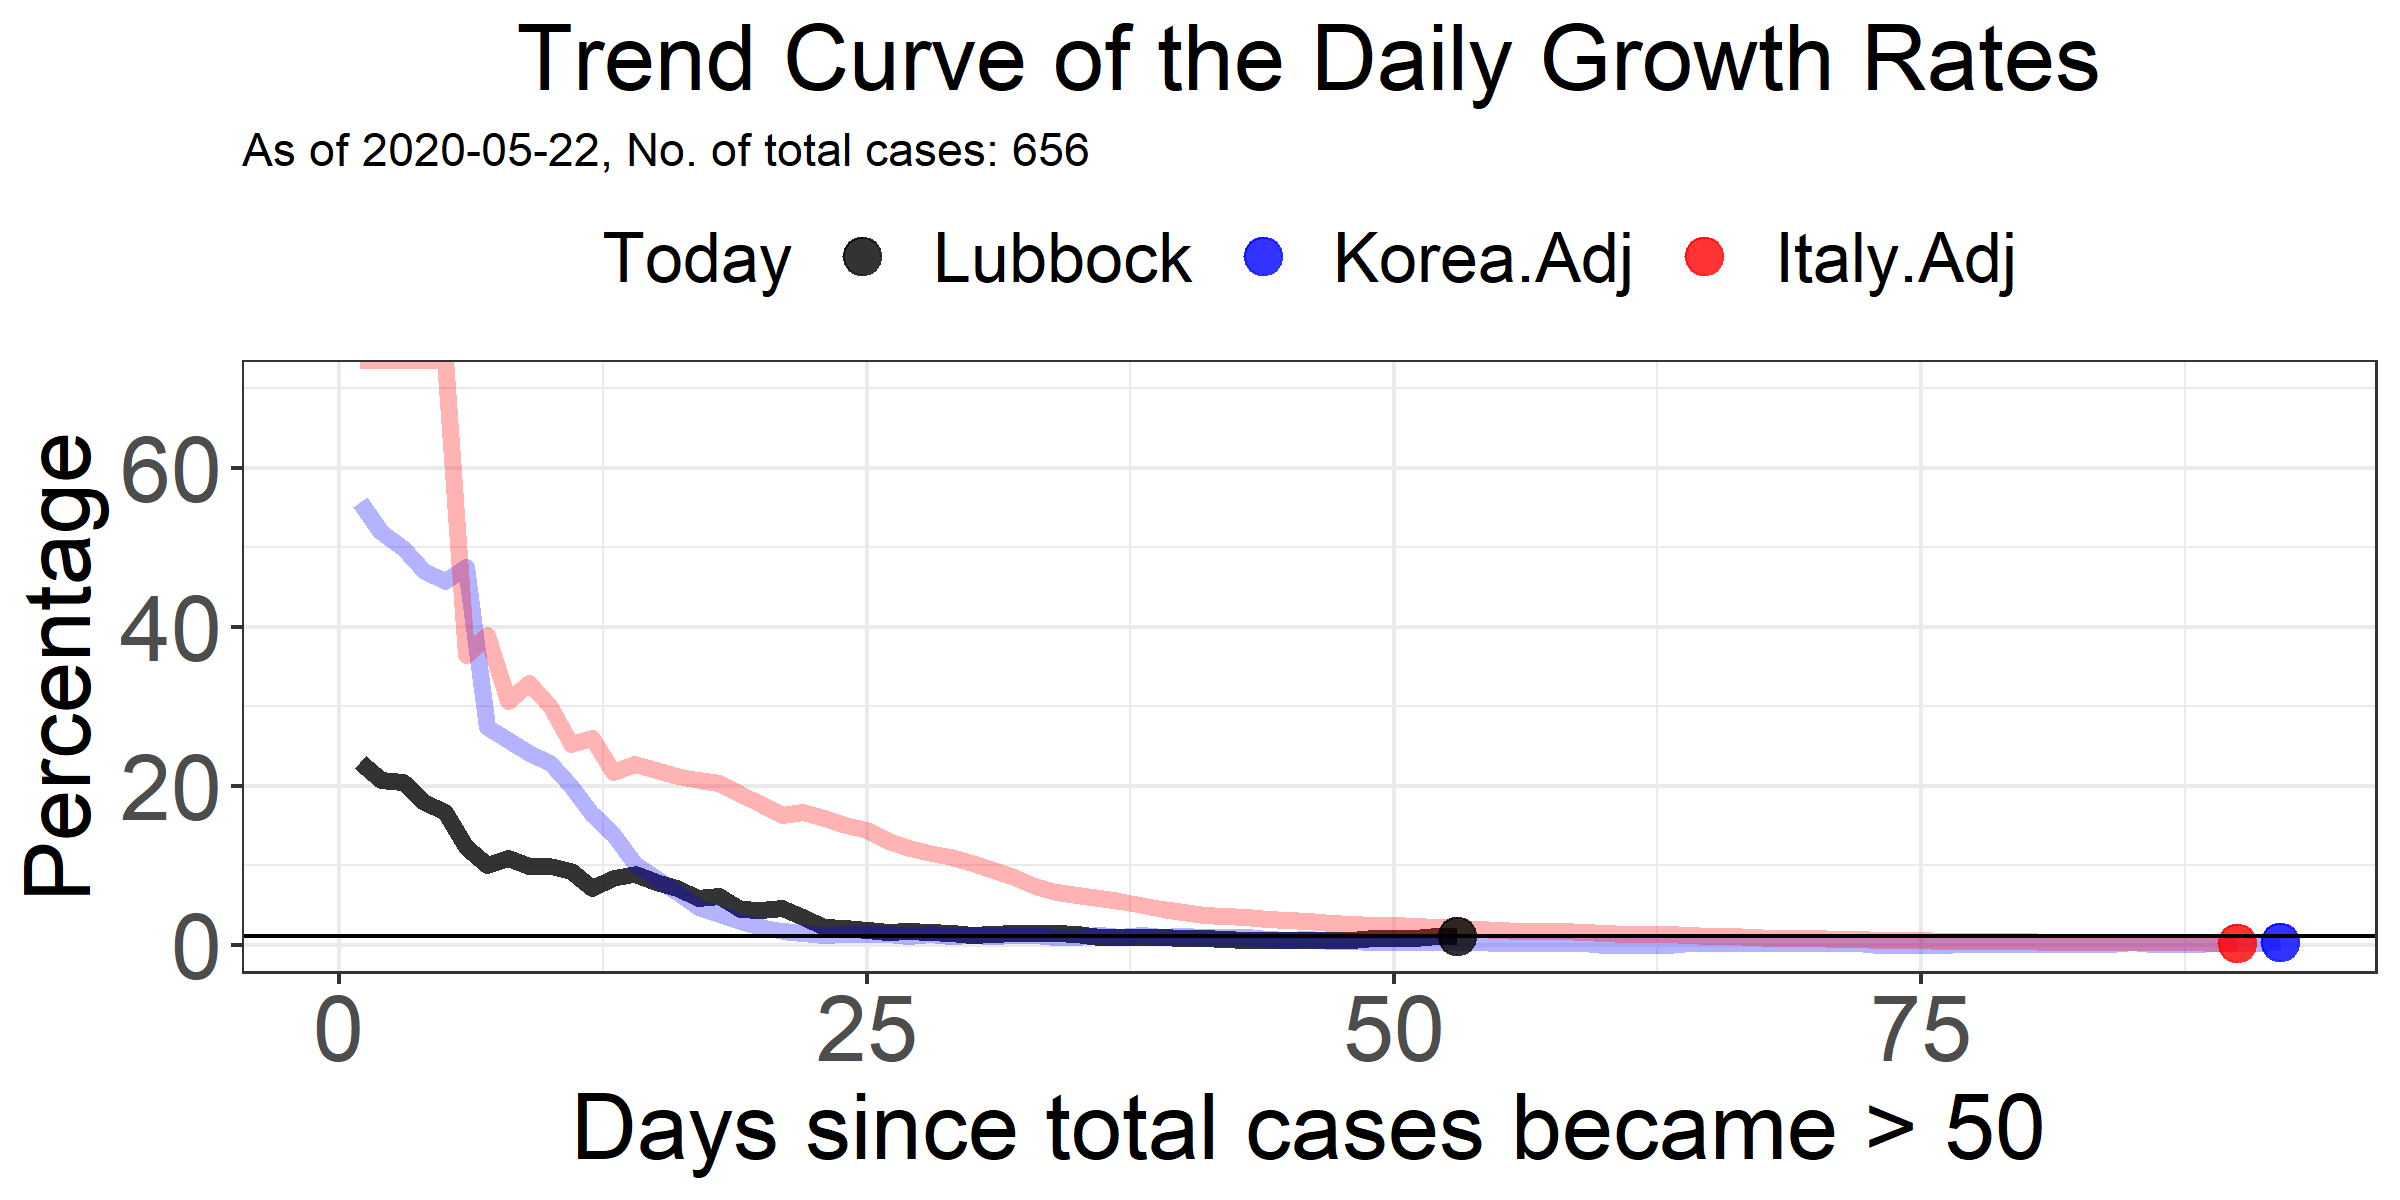 Trend Curve of the Daily Growth Rates
As of 2020-05-22, No. of total cases: 656
Today Lubbock Korea.Adj Italy.Adj
Percentage
60
40
20
0
0 25 50 75
Days since total cases became > 50